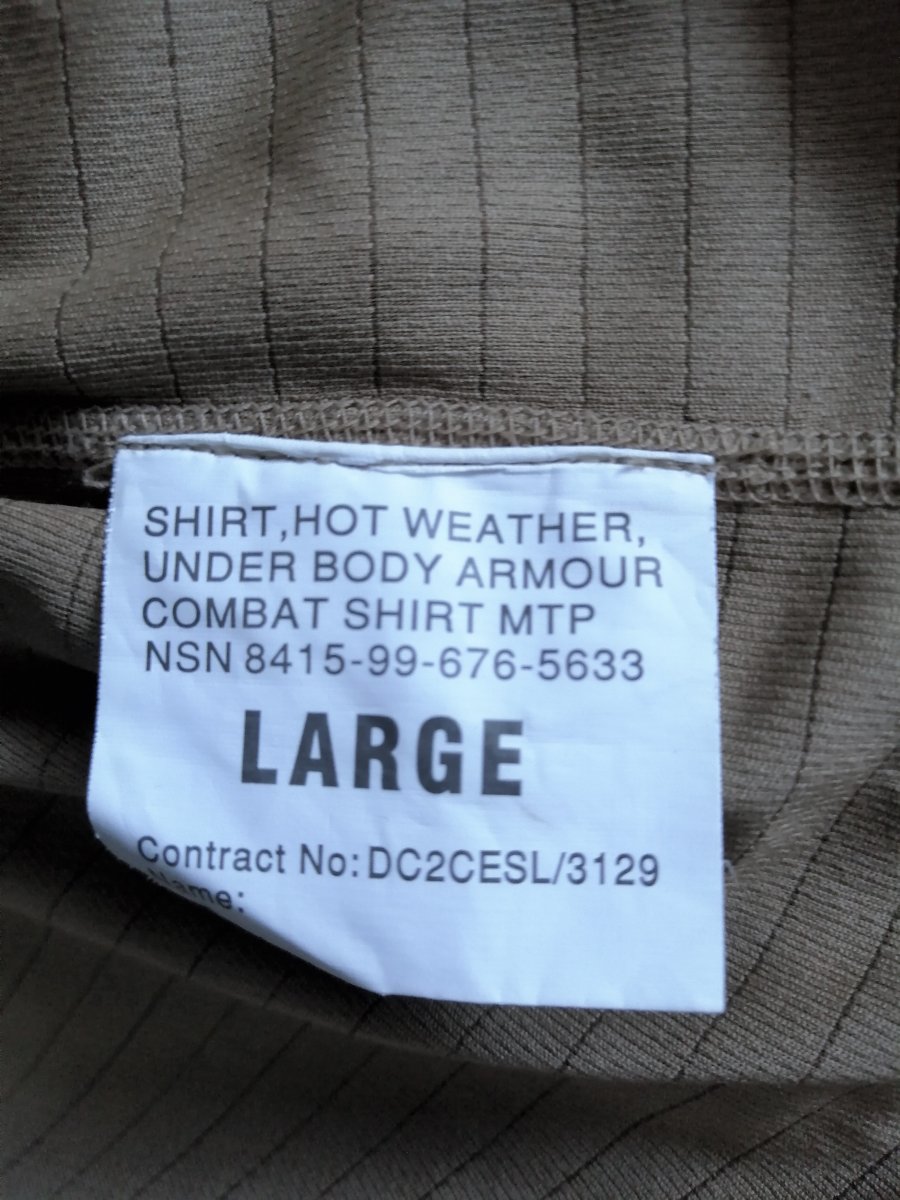 SHIRT,HOT WEATHER,
UNDER BODY ARMOUR
COMBAT SHIRT MTP
NSN 8415-99-676-5633
LARGE
Contract No:DC2CESL/3129
Name: